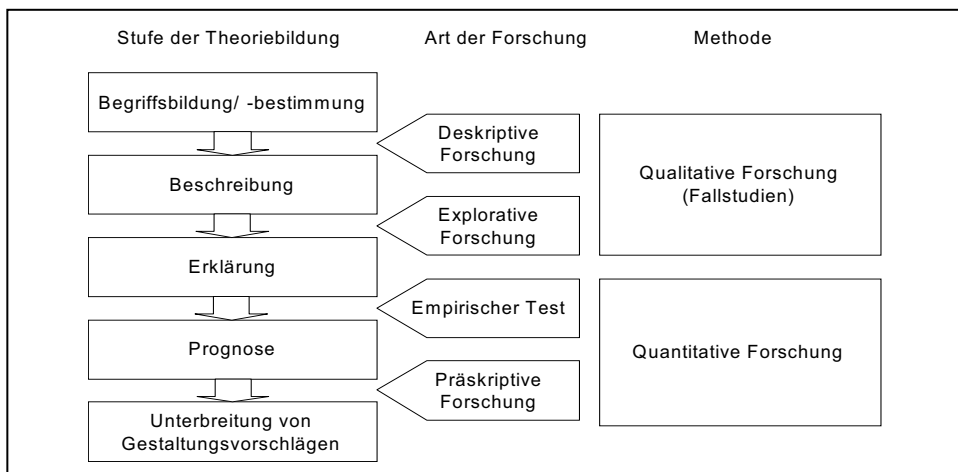 Stufe der Theoriebildung
Art der Forschung
Methode
Begriffsbildung/ -bestimmung
Deskriptive
Forschung
Beschreibung
Qualitative Forschung
(Fallstudien)
Explorative
Forschung
Erklärung
Empirischer Test
Prognose
Quantitative Forschung
Präskriptive
Forschung
Unterbreitung von
Gestaltungsvorschlägen